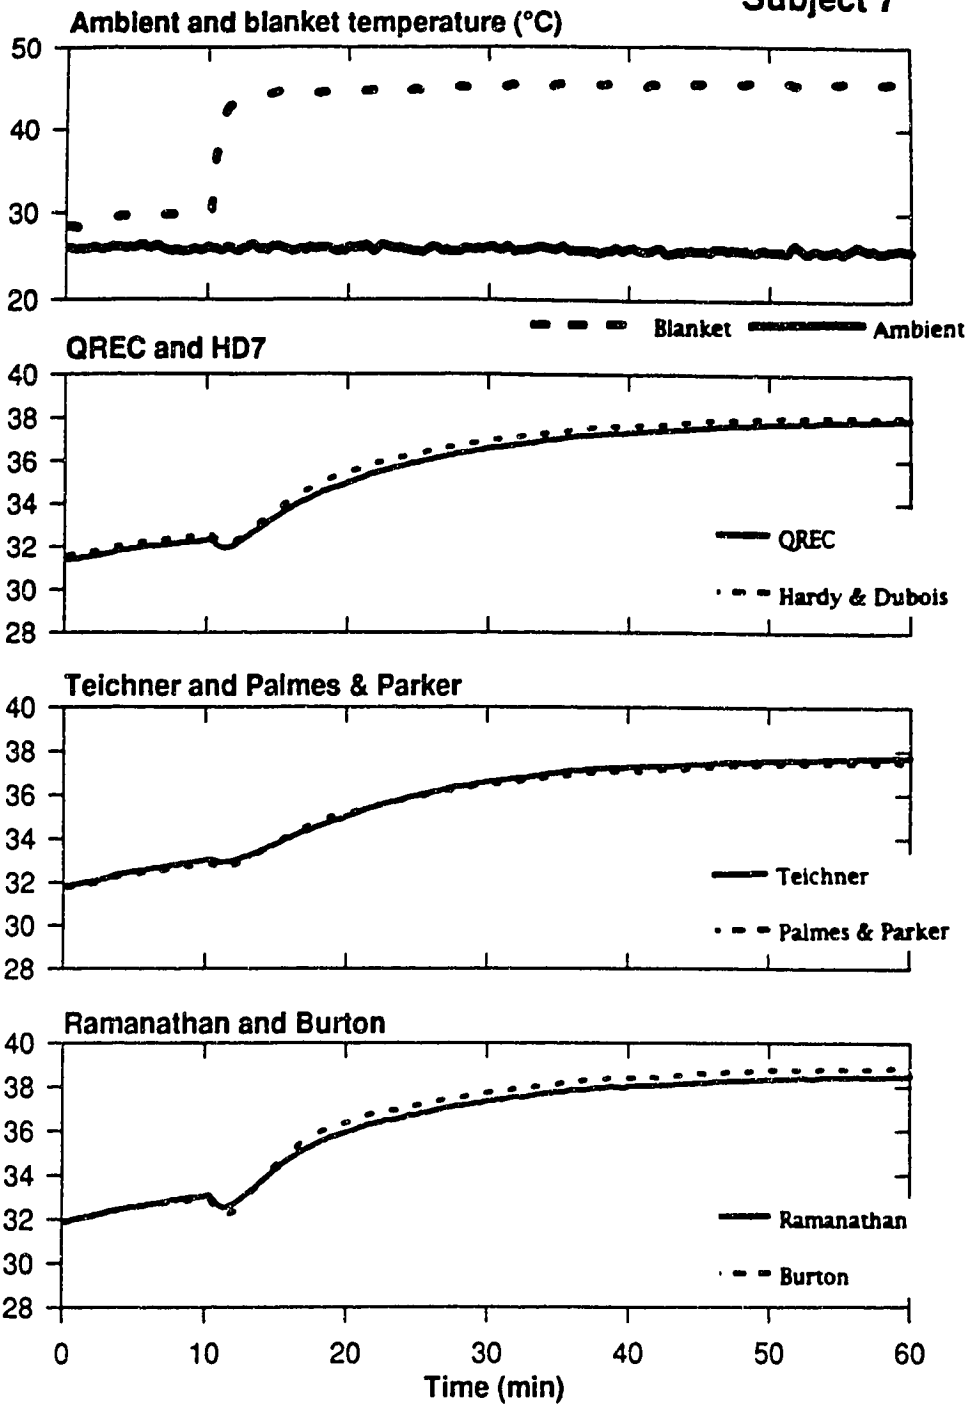 Subject 7
Ambient and blanket temperature (°C)
50
40
30
20
Blanket Ambient
QREC and HD7
40
38
36
34
32
30
28
QREC
Hardy & Dubois
Teichner and Palmes & Parker
40
38
36
34
32
30
28
Teichner
Palmes & Parker
Ramanathan and Burton
40
38
36
34
32
30
28
Ramanathan
Burton
0 10 20 30 40 50 60
Time (min)